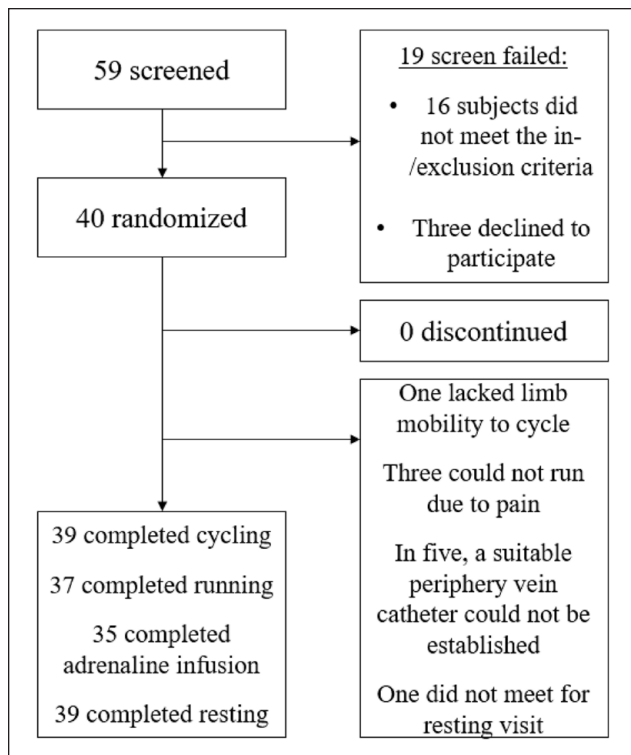 59 screened
19 screen failed:
• 16 subjects did
not meet the in-
/exclusion criteria
• Three declined to
participate
40 randomized
0 discontinued
One lacked limb
mobility to cycle
Three could not run
due to pain
In five, a suitable
periphery vein
catheter could not be
established
One did not meet for
resting visit
39 completed cycling
37 completed running
35 completed
adrenaline infusion
39 completed resting